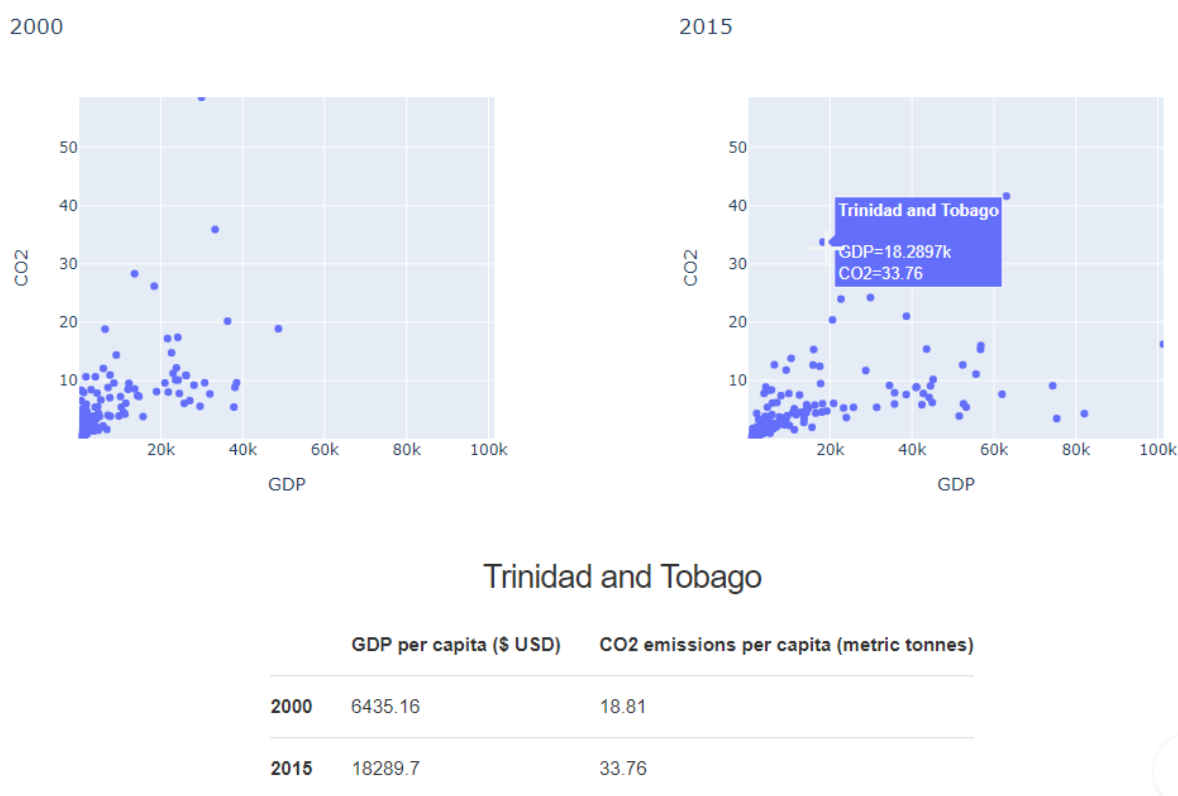 2000
2015
50
40
30
20
10
CO2
20k 40k 60k 80k 100k
GDP
50
40
30
20
10
CO2
Trinidad and Tobago
GDP=18.2897k
CO2=33.76
20k 40k 60k 80k 100k
GDP
Trinidad and Tobago
GDP per capita ($ USD) CO2 emissions per capita (metric tonnes)
2000 6435.16 18.81
2015 18289.7 33.76